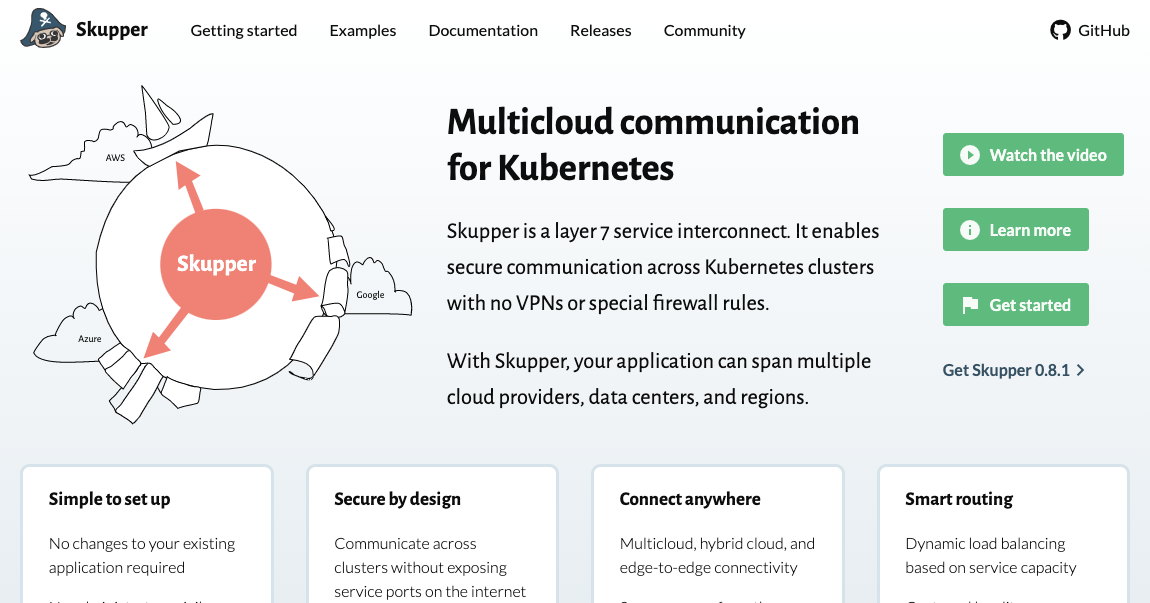 Skupper
Getting started
Examples
Documentation
Releases
Community
GitHub
AWS
Skupper
Google
Azure
Multicloud communication
for Kubernetes
Skupper is a layer 7 service interconnect. It enables
secure communication across Kubernetes clusters
with no VPNs or special firewall rules.
With Skupper, your application can span multiple
cloud providers, data centers, and regions.
Watch the video
Learn more
Get started
Get Skupper 0.8.1
Simple to set up
No changes to your existing
application required
Secure by design
Communicate across
clusters without exposing
service ports on the internet
Connect anywhere
Multicloud, hybrid cloud, and
edge-to-edge connectivity
Smart routing
Dynamic load balancing
based on service capacity